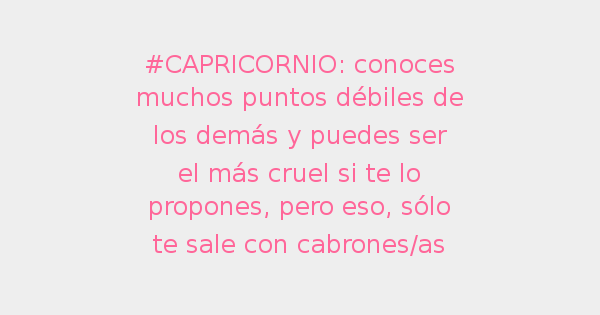 #CAPRICORNIO: conoces
muchos puntos débiles de
los demás y puedes ser
el más cruel si te lo
propones, pero eso, sólo
te sale con cabrones/as